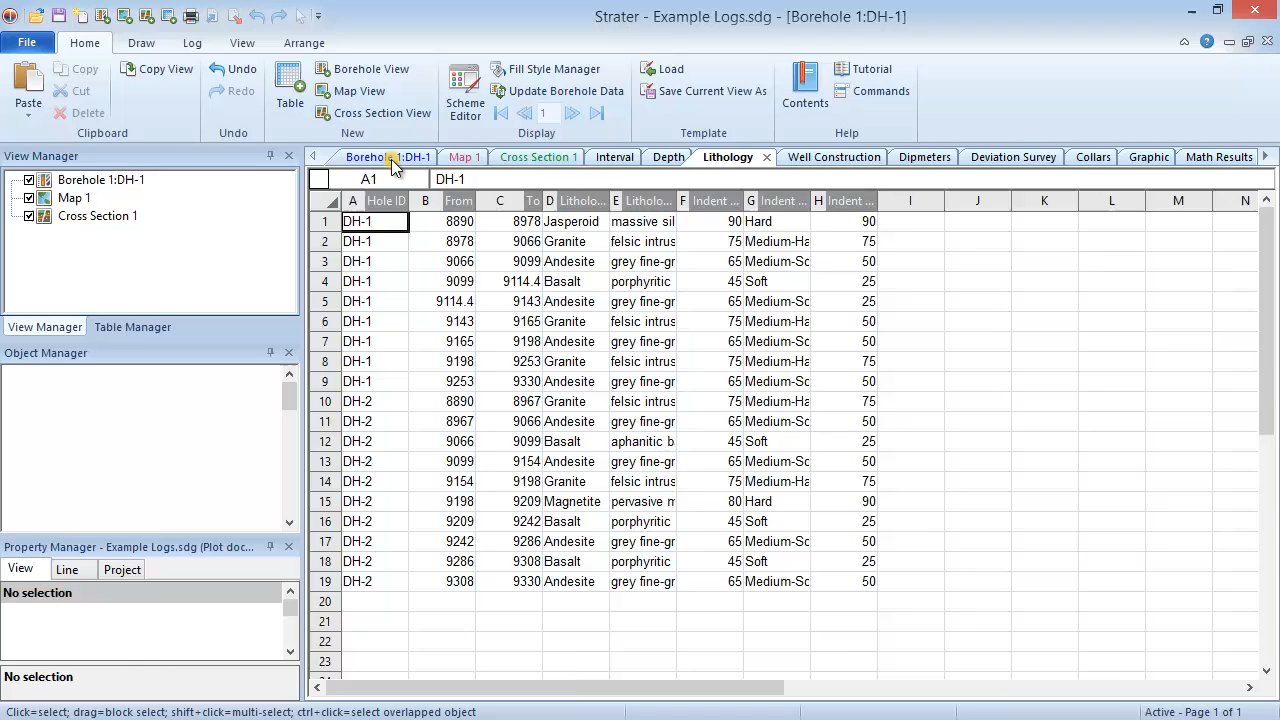 Strater - Example Logs.sdg - [Borehole 1:DH-1]
File Home Draw Log View Arrange
Paste Copy Cut Delete Clipboard
Copy View
Undo Redo Undo
Table Borehole View Map View Cross Section View New
Scheme Editor Fill Style Manager Update Borehole Data 1 Display
Load Save Current View As Template
Contents Tutorial Commands Help
View Manager
Borehole 1:DH-1
Map 1
Cross Section 1
View Manager Table Manager
Object Manager
Property Manager - Example Logs.sdg (Plot doc...
View Line Project
No selection
No selection
Borehole 1:DH-1 Map 1 Cross Section 1 Interval Depth Lithology Well Construction Dipmeters Deviation Survey Collars Graphic Math Results
A1 DH-1
A Hole ID B From C To D Litholo... E Litholo... F Indent ... G Indent ... H Indent ... I J K L M N
1 DH-1 8890 8978 Jasperoid massive sil 90 Hard 90
2 DH-1 8978 9066 Granite felsic intrus 75 Medium-Ha 75
3 DH-1 9066 9099 Andesite grey fine-gr 65 Medium-So 50
4 DH-1 9099 9114.4 Basalt porphyritic 45 Soft 25
5 DH-1 9114.4 9143 Andesite grey fine-gr 65 Medium-So 25
6 DH-1 9143 9165 Granite felsic intrus 75 Medium-Ha 50
7 DH-1 9165 9198 Andesite grey fine-gr 65 Medium-So 50
8 DH-1 9198 9253 Granite felsic intrus 75 Medium-Ha 75
9 DH-1 9253 9330 Andesite grey fine-gr 65 Medium-So 50
10 DH-2 8890 8967 Granite felsic intrus 75 Medium-Ha 75
11 DH-2 8967 9066 Andesite grey fine-gr 65 Medium-So 50
12 DH-2 9066 9099 Basalt aphanitic b 45 Soft 25
13 DH-2 9099 9154 Andesite grey fine-gr 65 Medium-So 50
14 DH-2 9154 9198 Granite felsic intrus 75 Medium-Ha 75
15 DH-2 9198 9209 Magnetite pervasive m 80 Hard 90
16 DH-2 9209 9242 Basalt porphyritic 45 Soft 25
17 DH-2 9242 9286 Andesite grey fine-gr 65 Medium-So 50
18 DH-2 9286 9308 Basalt porphyritic 45 Soft 25
19 DH-2 9308 9330 Andesite grey fine-gr 65 Medium-So 50
20
21
22
23
Click=select; drag=block select; shift+click=multi-select; ctrl+click=select overlapped object
Active - Page 1 of 1